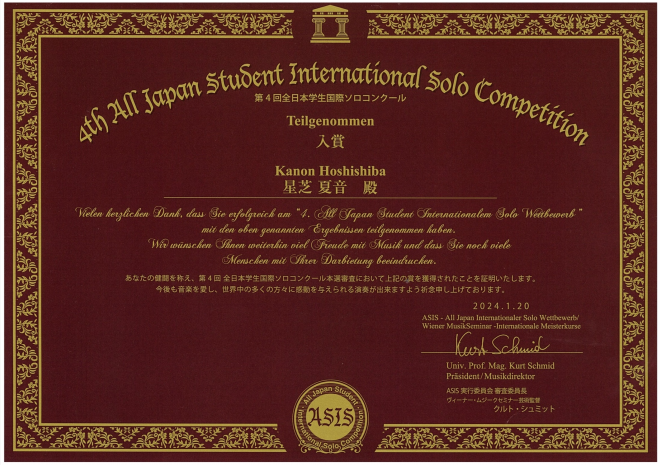 4th All Japan Student International Solo Competition
第4回全日本学生国際ソロコンクール
Teilgenommen
入賞
Kanon Hoshishiba
星芝 夏音　殿
Vielen herzlichen Dank, dass Sie erfolgreich am "4. All Japan Student Internationalem Solo Wettbewerb"
mit den oben genannten Ergebnissen teilgenommen haben.
Wir wünschen Ihnen weiterhin viel Freude mit Musik und dass Sie noch viele
Menschen mit Ihrer Darbietung beeindrucken.
あなたの健闘を称え、第4回 全日本学生国際ソロコンクール本選審査において上記の賞を獲得されたことを証明いたします。
今後も音楽を愛し、世界中の多くの方々に感動を与えられる演奏が出来ますよう祈念申し上げております。
2024.1.20
ASIS - All Japan Internationaler Solo Wettbewerb/
Wiener MusikSeminar -Internationale Meisterkurse
Kurt Schmid
Univ. Prof. Mag. Kurt Schmid
Präsident/Musikdirektor
ASIS 実行委員会 審査委員長
ヴィーナー・ムジークセミナー芸術監督
クルト・シュミット
All Japan Student
ASIS
International Solo Competition